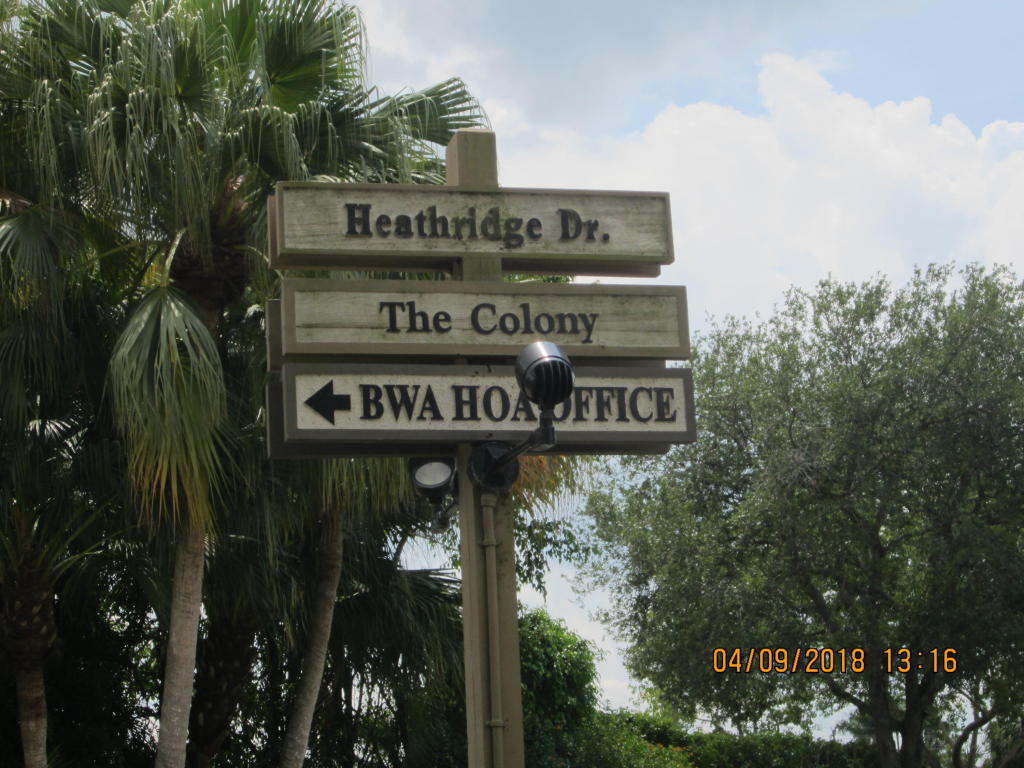 Heathridge Dr.
The Colony
BWA HOA OFFICE
04/09/2018 13:16